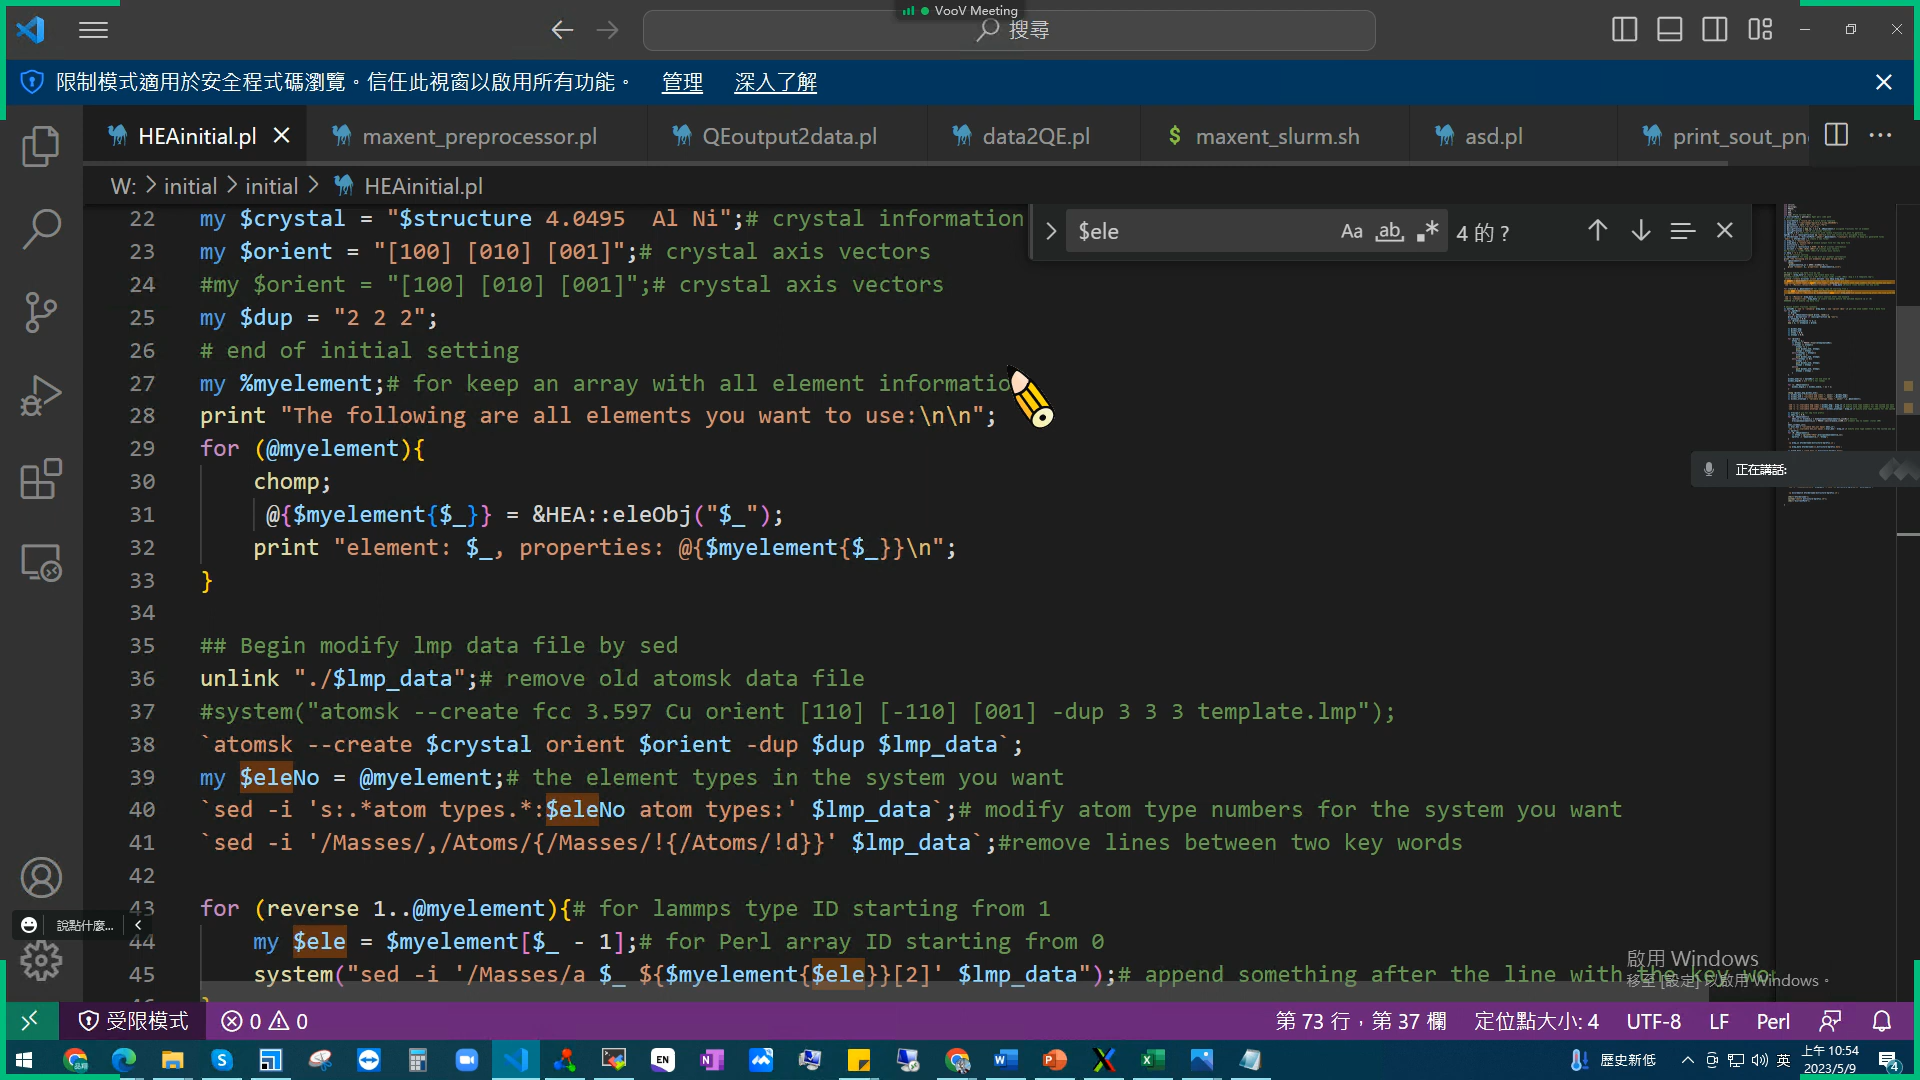 VooV Meeting
搜尋
限制模式適用於安全程式碼瀏覽。信任此視窗以啟用所有功能。 管理 深入了解
HEAinitial.pl maxent_preprocessor.pl QEoutput2data.pl data2QE.pl $ maxent_slurm.sh asd.pl print_sout_pn
W: > initial > initial > HEAinitial.pl
$ele Aa ab 4 的 ?
22 my $crystal = "$structure 4.0495  Al Ni";# crystal information
23 my $orient = "[100] [010] [001]";# crystal axis vectors
24 #my $orient = "[100] [010] [001]";# crystal axis vectors
25 my $dup = "2 2 2";
26 # end of initial setting
27 my %myelement;# for keep an array with all element informatio
28 print "The following are all elements you want to use:\n\n";
29 for (@myelement){
30     chomp;
31      @{$myelement{$_}} = &HEA::eleObj("$_");
32     print "element: $_, properties: @{$myelement{$_}}\n";
33 }
34
35 ## Begin modify lmp data file by sed
36 unlink "./$lmp_data";# remove old atomsk data file
37 #system("atomsk --create fcc 3.597 Cu orient [110] [-110] [001] -dup 3 3 3 template.lmp");
38 `atomsk --create $crystal orient $orient -dup $dup $lmp_data`;
39 my $eleNo = @myelement;# the element types in the system you want
40 `sed -i 's:.*atom types.*:$eleNo atom types:' $lmp_data`;# modify atom type numbers for the system you want
41 `sed -i '/Masses/,/Atoms/{/Masses/!{/Atoms/!d}}' $lmp_data`;#remove lines between two key words
42
43 for (reverse 1..@myelement){# for lammps type ID starting from 1
44     my $ele = $myelement[$_ - 1];# for Perl array ID starting from 0
45     system("sed -i '/Masses/a $_ ${$myelement{$ele}}[2]' $lmp_data");# append something after the line with the key wo
正在講話:
說點什麼...
啟用 Windows
移至 [設定] 以啟用 Windows。
受限模式 0 0 第 73 行，第 37 欄 定位點大小: 4 UTF-8 LF Perl
EN 歷史新低 英 上午 10:54
2023/5/9
4